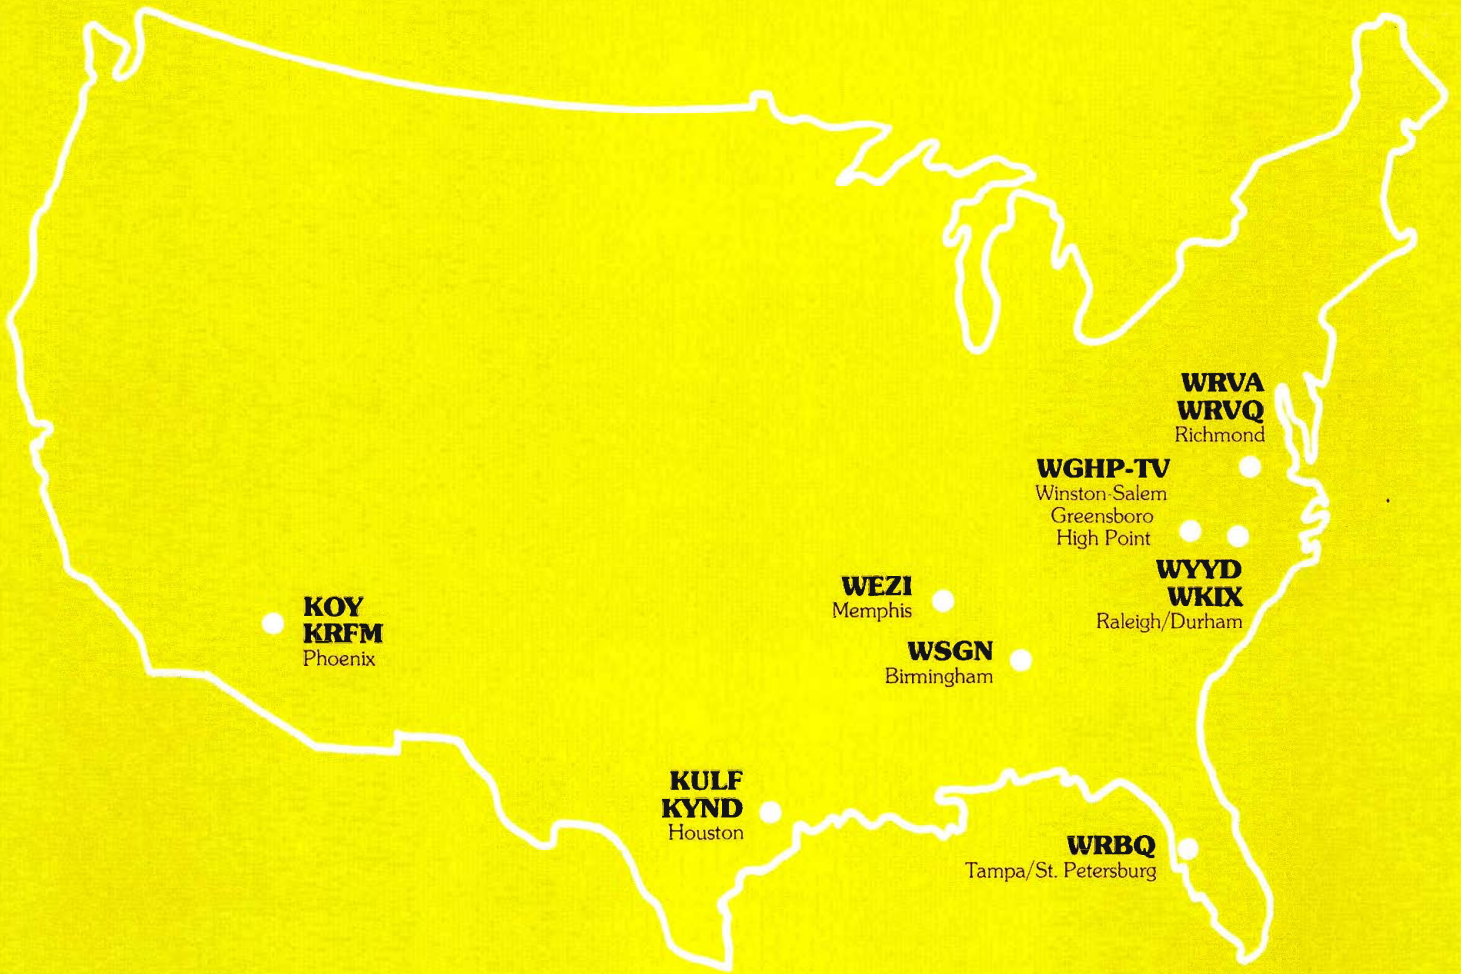 WRVA
WRVQ
Richmond
WGHP-TV
Winston-Salem
Greensboro
High Point
WYYD
WKIX
Raleigh/Durham
WEZI
Memphis
WSGN
Birmingham
KOY
KRFM
Phoenix
KULF
KYND
Houston
WRBQ
Tampa/St. Petersburg